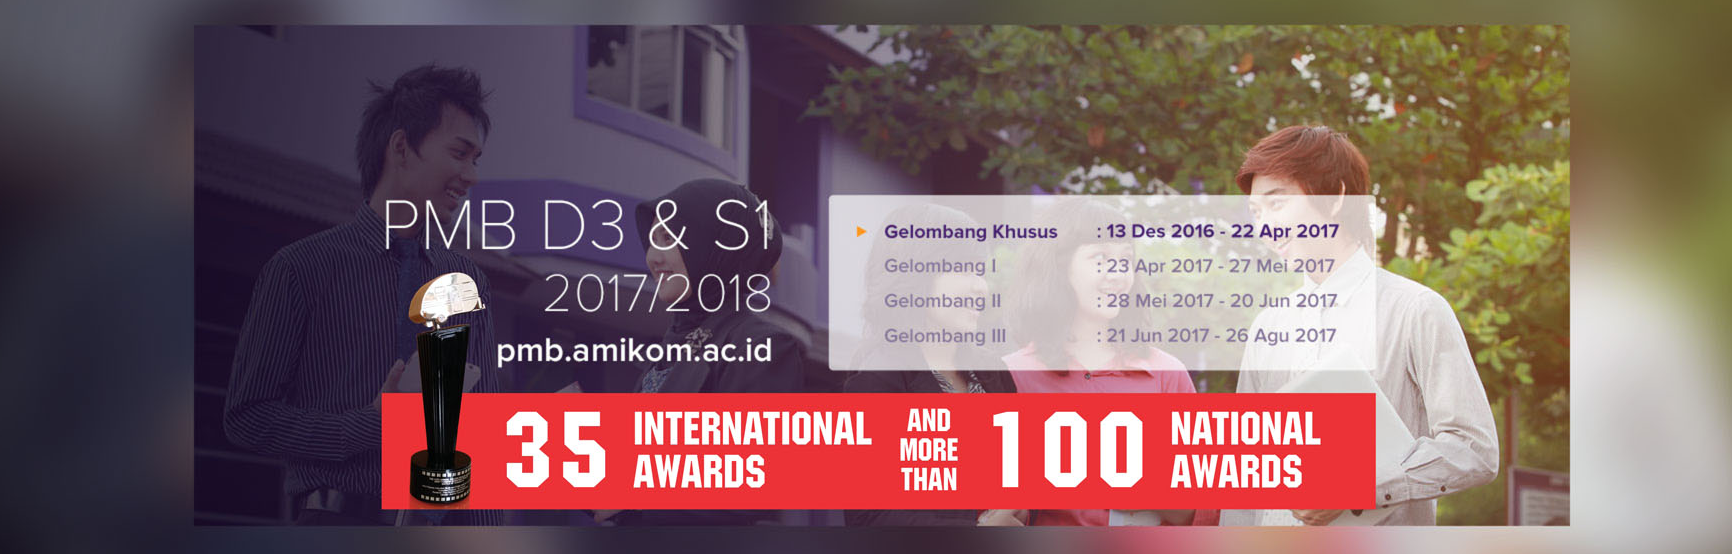 PMB D3 & S1
2017/2018
pmb.amikom.ac.id
Gelombang Khusus : 13 Des 2016 - 22 Apr 2017
Gelombang I : 23 Apr 2017 - 27 Mei 2017
Gelombang II : 28 Mei 2017 - 20 Jun 2017
Gelombang III : 21 Jun 2017 - 26 Agu 2017
35 INTERNATIONAL AWARDS AND MORE THAN 100 NATIONAL AWARDS